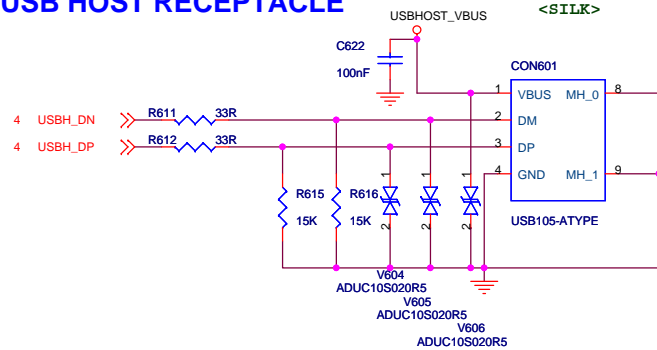 USB HOST RECEPTACLE
USBHOST_VBUS
<SILK>
C622
100nF
CON601
1 VBUS MH_0 8
2 DM
3 DP
4 GND MH_1 9
USB105-ATYPE
4 USBH_DN R611 33R
4 USBH_DP R612 33R
R615
15K
R616
15K
1 1 1
2 2 2
V604
ADUC10S020R5
V605
ADUC10S020R5
V606
ADUC10S020R5